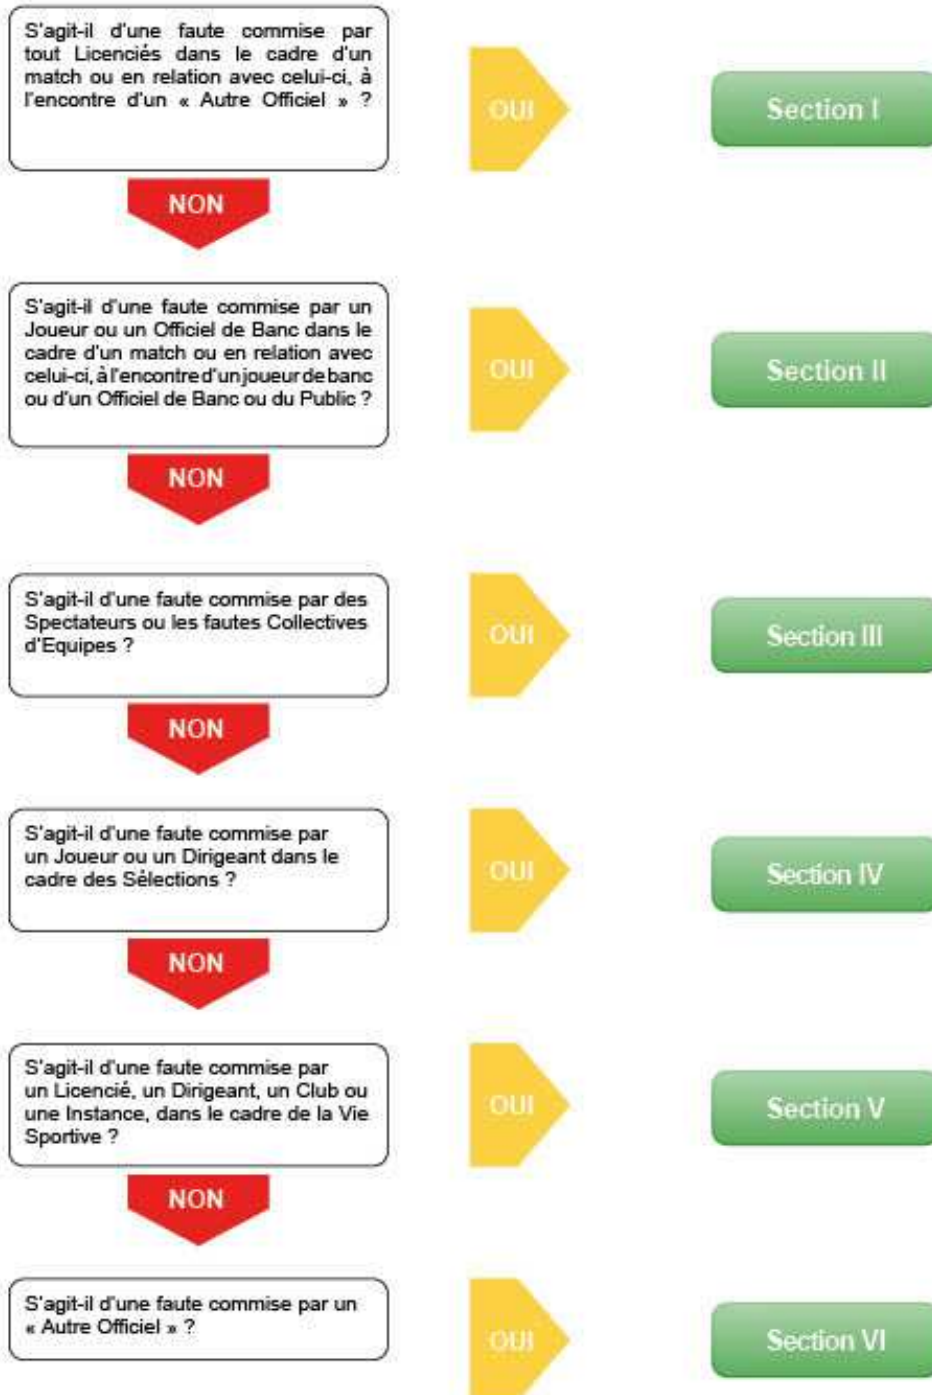 S'agit-il d'une faute commise par
tout Licenciés dans le cadre d'un
match ou en relation avec celui-ci, à
l'encontre d'un « Autre Officiel » ?
OUI
Section I
NON
S'agit-il d'une faute commise par un
Joueur ou un Officiel de Banc dans le
cadre d'un match ou en relation avec
celui-ci, à l'encontre d'un joueur de banc
ou d'un Officiel de Banc ou du Public ?
OUI
Section II
NON
S'agit-il d'une faute commise par des
Spectateurs ou les fautes Collectives
d'Equipes ?
OUI
Section III
NON
S'agit-il d'une faute commise par
un Joueur ou un Dirigeant dans le
cadre des Sélections ?
OUI
Section IV
NON
S'agit-il d'une faute commise par
un Licencié, un Dirigeant, un Club ou
une Instance, dans le cadre de la Vie
Sportive ?
OUI
Section V
NON
S'agit-il d'une faute commise par un
« Autre Officiel » ?
OUI
Section VI